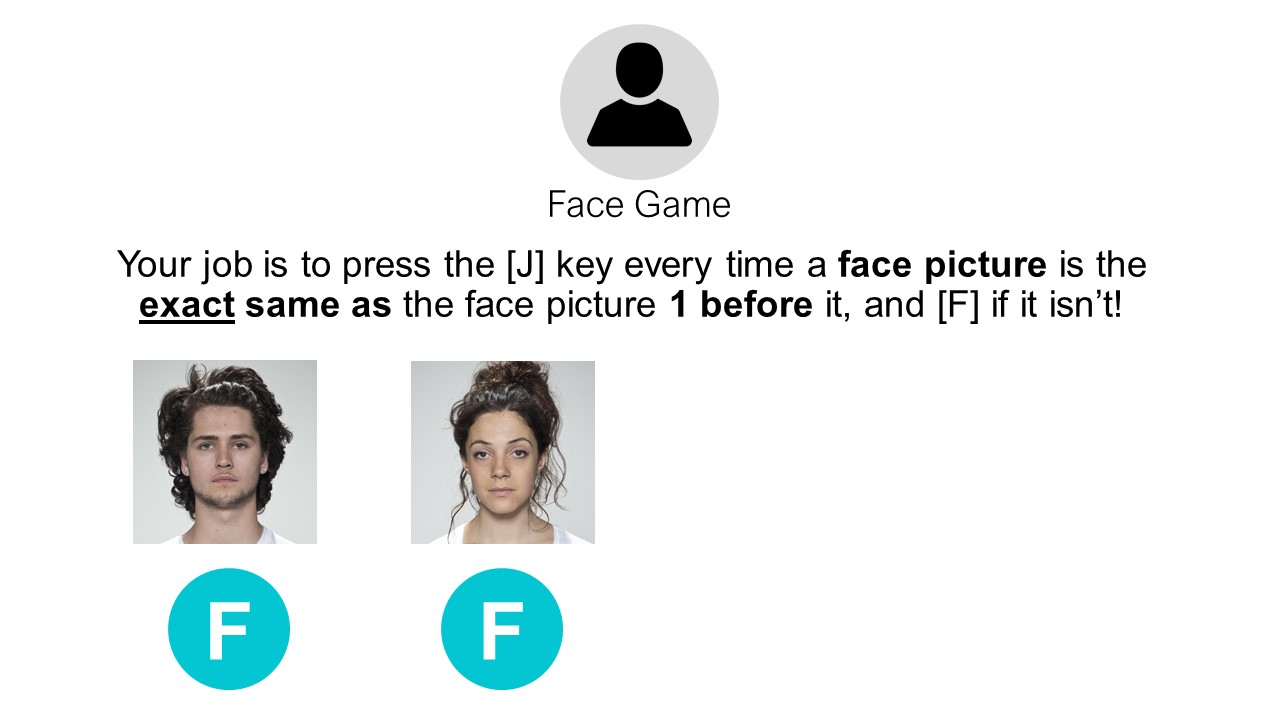 Face Game
Your job is to press the [J] key every time a face picture is the
exact same as the face picture 1 before it, and [F] if it isn’t!
F F